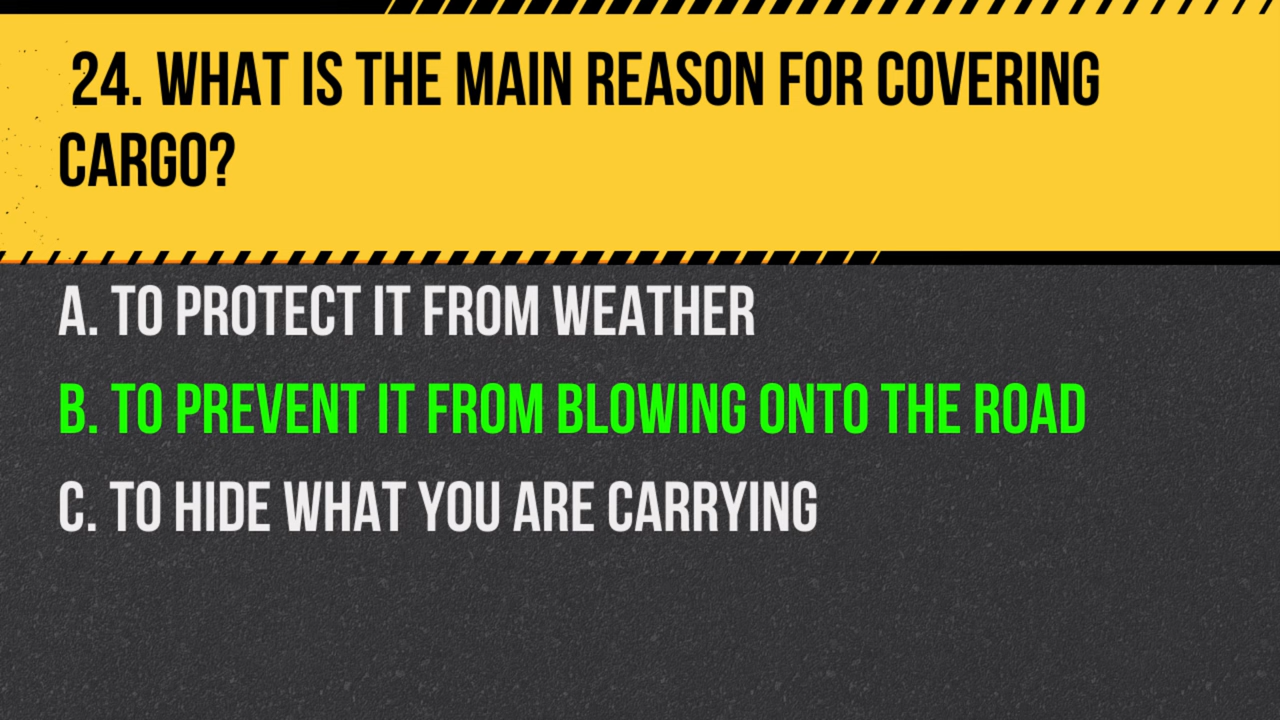 24. WHAT IS THE MAIN REASON FOR COVERING
CARGO?
A. TO PROTECT IT FROM WEATHER
B. TO PREVENT IT FROM BLOWING ONTO THE ROAD
C. TO HIDE WHAT YOU ARE CARRYING